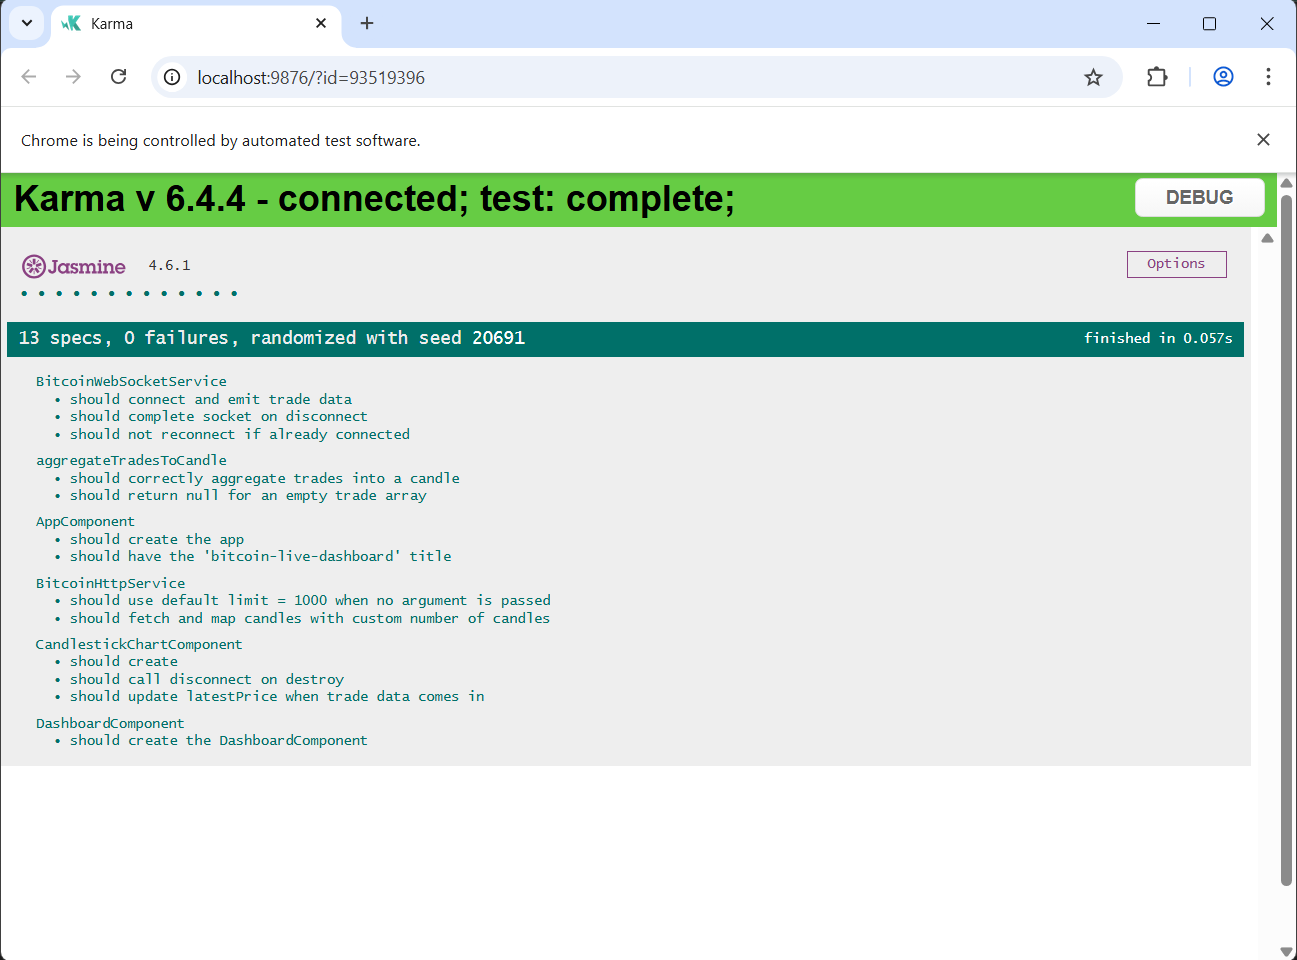 Karma
localhost:9876/?id=93519396
Chrome is being controlled by automated test software.
Karma v 6.4.4 - connected; test: complete;
DEBUG
Jasmine 4.6.1
Options
• • • • • • • • • • • • •
13 specs, 0 failures, randomized with seed 20691
finished in 0.057s
BitcoinWebSocketService
• should connect and emit trade data
• should complete socket on disconnect
• should not reconnect if already connected
aggregateTradesToCandle
• should correctly aggregate trades into a candle
• should return null for an empty trade array
AppComponent
• should create the app
• should have the 'bitcoin-live-dashboard' title
BitcoinHttpService
• should use default limit = 1000 when no argument is passed
• should fetch and map candles with custom number of candles
CandlestickChartComponent
• should create
• should call disconnect on destroy
• should update latestPrice when trade data comes in
DashboardComponent
• should create the DashboardComponent